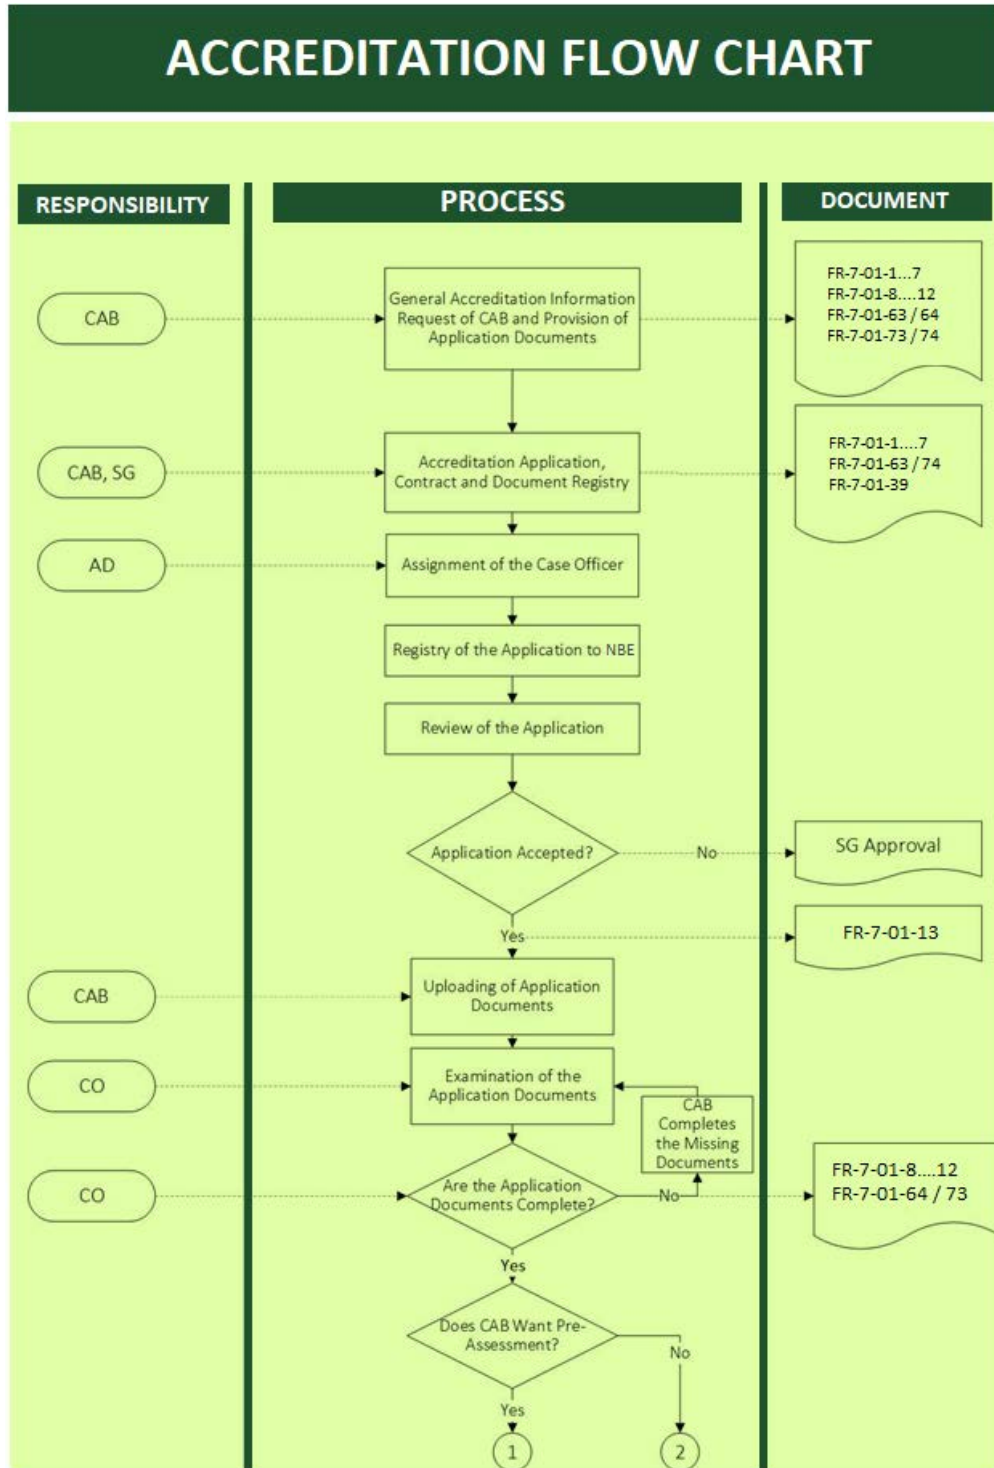 ACCREDITATION FLOW CHART
RESPONSIBILITY
PROCESS
DOCUMENT
CAB
General Accreditation Information
Request of CAB and Provision of
Application Documents
FR-7-01-1...7
FR-7-01-8....12
FR-7-01-63 / 64
FR-7-01-73 / 74
CAB, SG
Accreditation Application,
Contract and Document Registry
FR-7-01-1....7
FR-7-01-63 / 74
FR-7-01-39
AD
Assignment of the Case Officer
Registry of the Application to NBE
Review of the Application
Application Accepted?
No
SG Approval
Yes
FR-7-01-13
CAB
Uploading of Application
Documents
CO
Examination of the
Application Documents
CAB
Completes
the Missing
Documents
CO
Are the Application
Documents Complete?
No
FR-7-01-8....12
FR-7-01-64 / 73
Yes
Does CAB Want Pre-
Assessment?
No
Yes
1
2